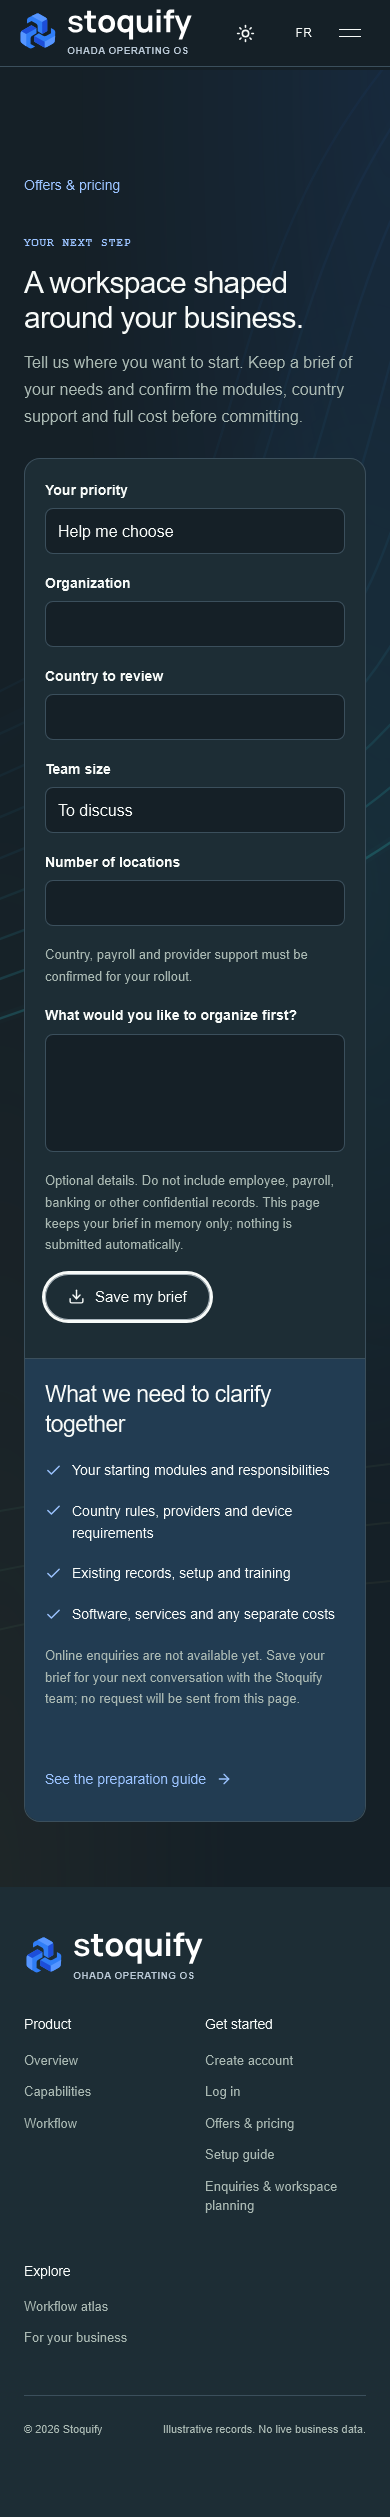 stoquify
OHADA OPERATING OS
FR
Offers & pricing
YOUR NEXT STEP
A workspace shaped
around your business.
Tell us where you want to start. Keep a brief of
your needs and confirm the modules, country
support and full cost before committing.
Your priority
Help me choose
Organization
Country to review
Team size
To discuss
Number of locations
Country, payroll and provider support must be
confirmed for your rollout.
What would you like to organize first?
Optional details. Do not include employee, payroll,
banking or other confidential records. This page
keeps your brief in memory only; nothing is
submitted automatically.
Save my brief
What we need to clarify
together
Your starting modules and responsibilities
Country rules, providers and device
requirements
Existing records, setup and training
Software, services and any separate costs
Online enquiries are not available yet. Save your
brief for your next conversation with the Stoquify
team; no request will be sent from this page.
See the preparation guide
stoquify
OHADA OPERATING OS
Product
Overview
Capabilities
Workflow
Get started
Create account
Log in
Offers & pricing
Setup guide
Enquiries & workspace
planning
Explore
Workflow atlas
For your business
© 2026 Stoquify
Illustrative records. No live business data.